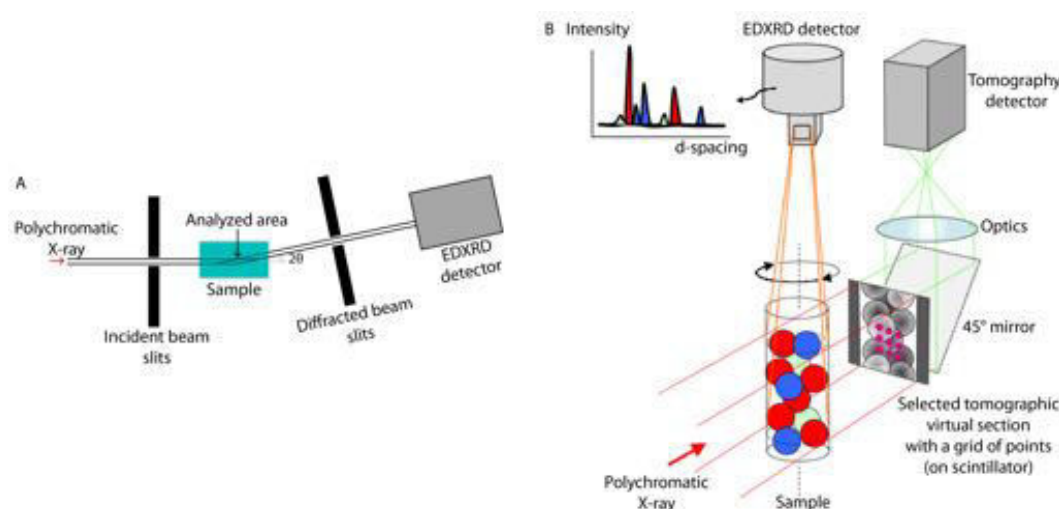 A
Polychromatic
X-ray
Analyzed area
Sample
2θ
Incident beam
slits
Diffracted beam
slits
EDXRD
detector
B
Intensity
d-spacing
EDXRD detector
Tomography
detector
Optics
45° mirror
Selected tomographic
virtual section
with a grid of points
(on scintillator)
Polychromatic
X-ray
Sample